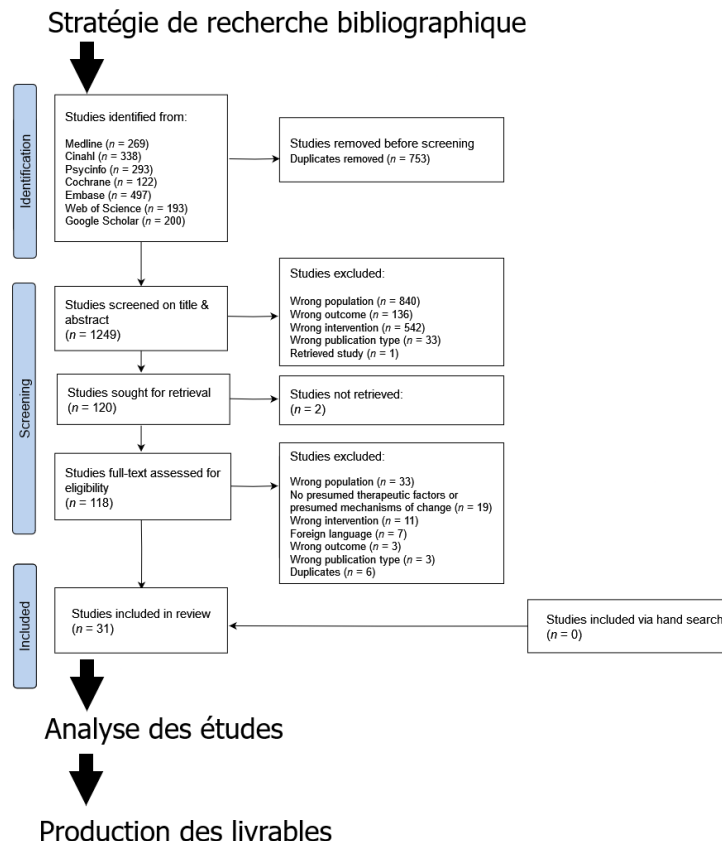 Stratégie de recherche bibliographique
Identification
Studies identified from:
Medline (n = 269)
Cinahl (n = 338)
Psycinfo (n = 293)
Cochrane (n = 122)
Embase (n = 497)
Web of Science (n = 193)
Google Scholar (n = 200)
Studies removed before screening
Duplicates removed (n = 753)
Screening
Studies screened on title &
abstract
(n = 1249)
Studies excluded:
Wrong population (n = 840)
Wrong outcome (n = 136)
Wrong intervention (n = 542)
Wrong publication type (n = 33)
Retrieved study (n = 1)
Studies sought for retrieval
(n = 120)
Studies not retrieved:
(n = 2)
Studies full-text assessed for
eligibility
(n = 118)
Studies excluded:
Wrong population (n = 33)
No presumed therapeutic factors or
presumed mechanisms of change (n = 19)
Wrong intervention (n = 11)
Foreign language (n = 7)
Wrong outcome (n = 3)
Wrong publication type (n = 3)
Duplicates (n = 6)
Included
Studies included in review
(n = 31)
Studies included via hand search
(n = 0)
Analyse des études
Production des livrables